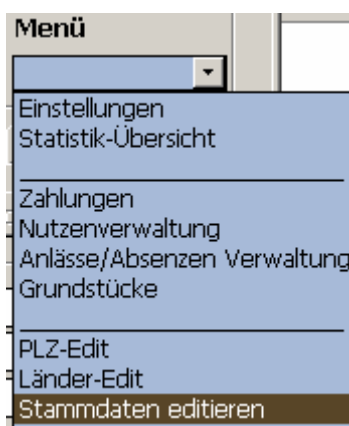 Menü
Einstellungen
Statistik-Übersicht
Zahlungen
Nutzenverwaltung
Anlässe/Absenzen Verwaltung
Grundstücke
PLZ-Edit
Länder-Edit
Stammdaten editieren